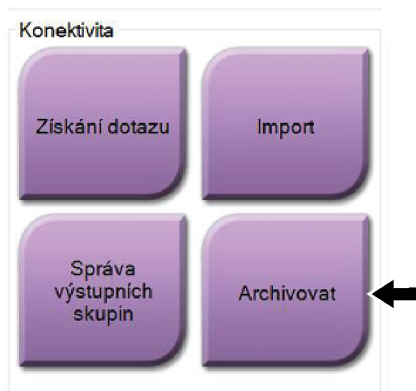 Konektivita
Získání dotazu
Import
Správa
výstupních
skupin
Archivovat